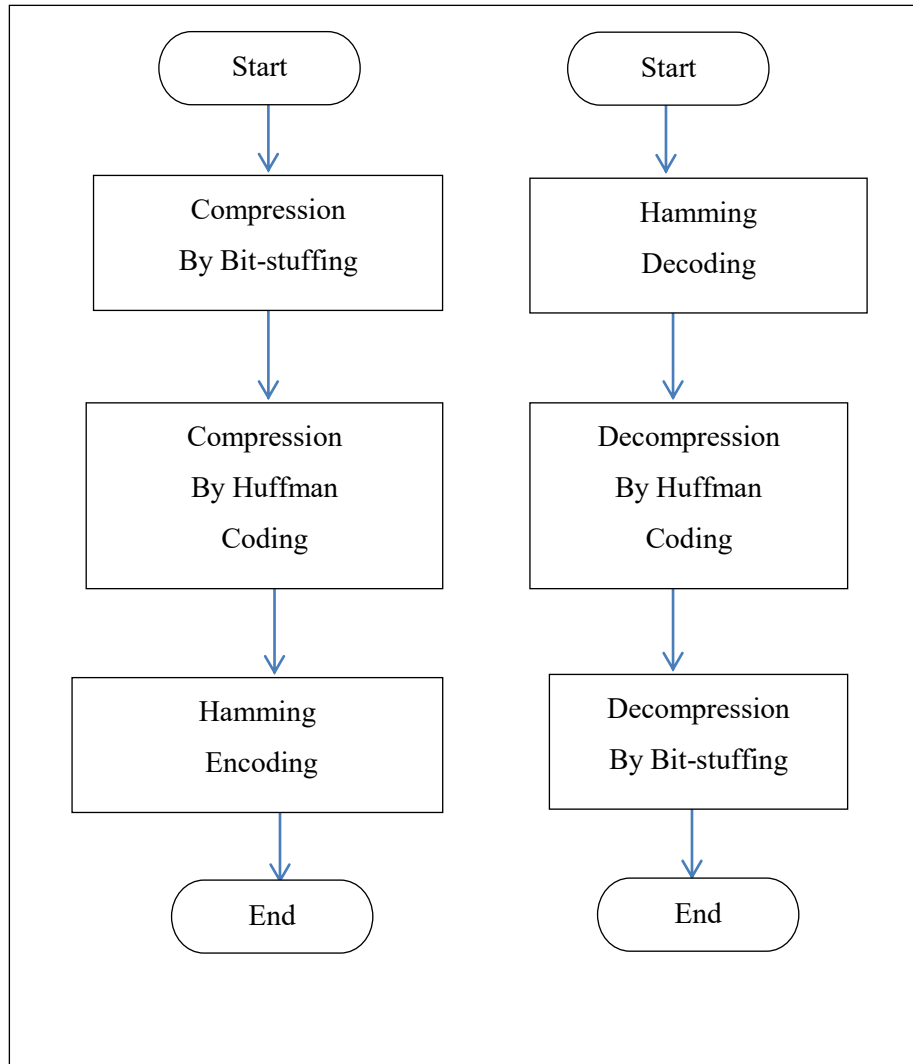 Start
Compression
By Bit-stuffing
Compression
By Huffman
Coding
Hamming
Encoding
End
Start
Hamming
Decoding
Decompression
By Huffman
Coding
Decompression
By Bit-stuffing
End